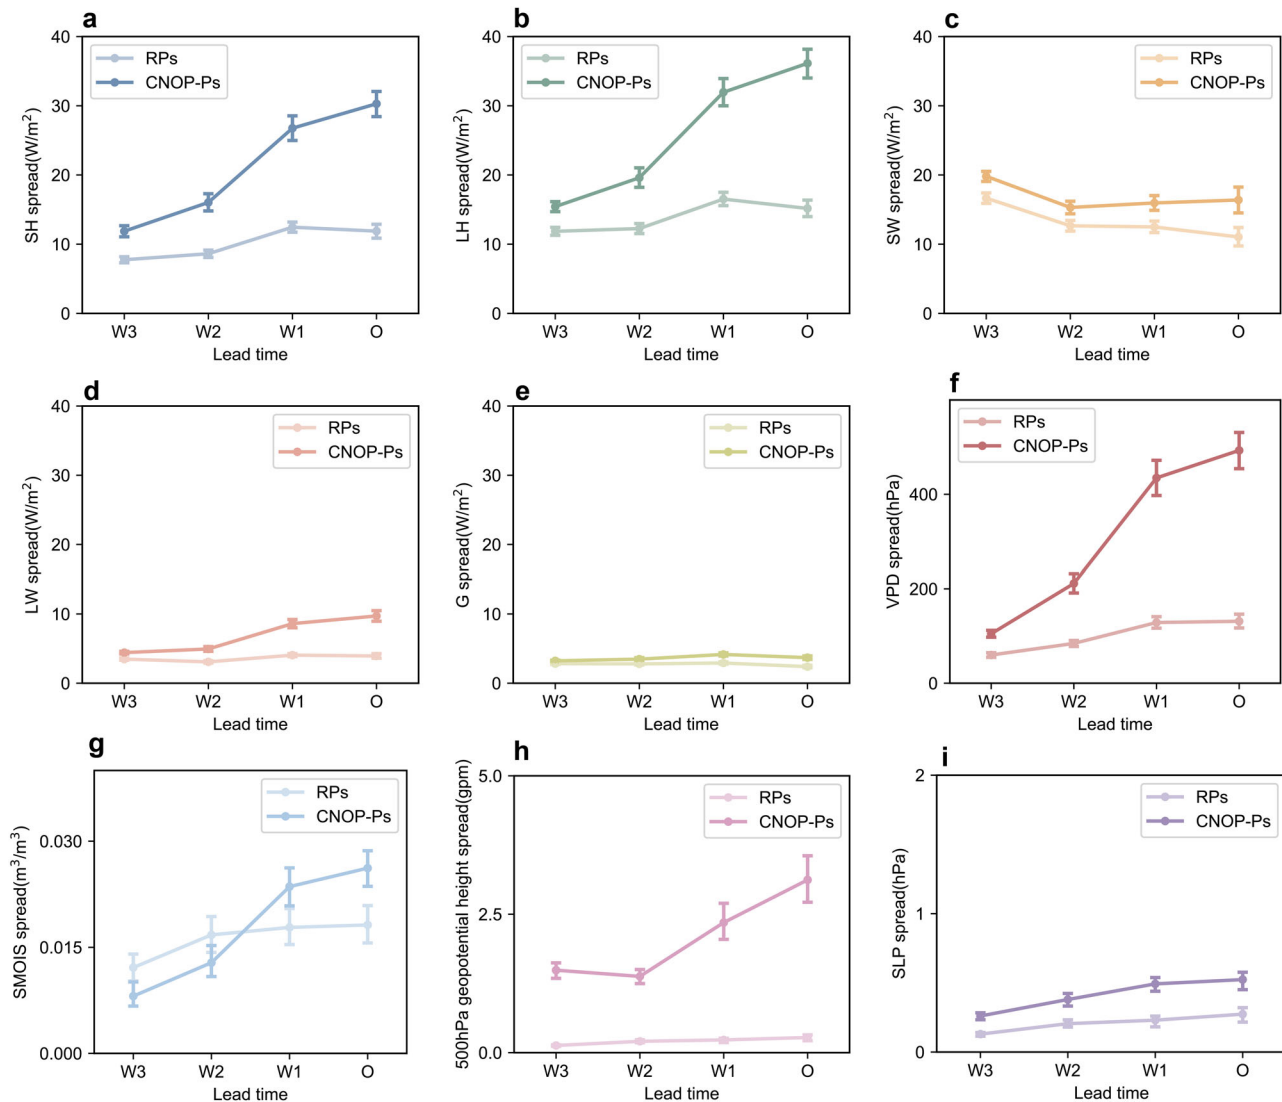 a
40
30
20
10
0
SH spread(W/m²)
RPs
CNOP-Ps
W3 W2 W1 O
Lead time
b
40
30
20
10
0
LH spread(W/m²)
RPs
CNOP-Ps
W3 W2 W1 O
Lead time
c
40
30
20
10
0
SW spread(W/m²)
RPs
CNOP-Ps
W3 W2 W1 O
Lead time
d
40
30
20
10
0
LW spread(W/m²)
RPs
CNOP-Ps
W3 W2 W1 O
Lead time
e
40
30
20
10
0
G spread(W/m²)
RPs
CNOP-Ps
W3 W2 W1 O
Lead time
f
400
200
0
VPD spread(hPa)
RPs
CNOP-Ps
W3 W2 W1 O
Lead time
g
0.030
0.015
0.000
SMOIS spread(m³/m³)
RPs
CNOP-Ps
W3 W2 W1 O
Lead time
h
5.0
2.5
0.0
500hPa geopotential height spread(gpm)
RPs
CNOP-Ps
W3 W2 W1 O
Lead time
i
2
1
0
SLP spread(hPa)
RPs
CNOP-Ps
W3 W2 W1 O
Lead time